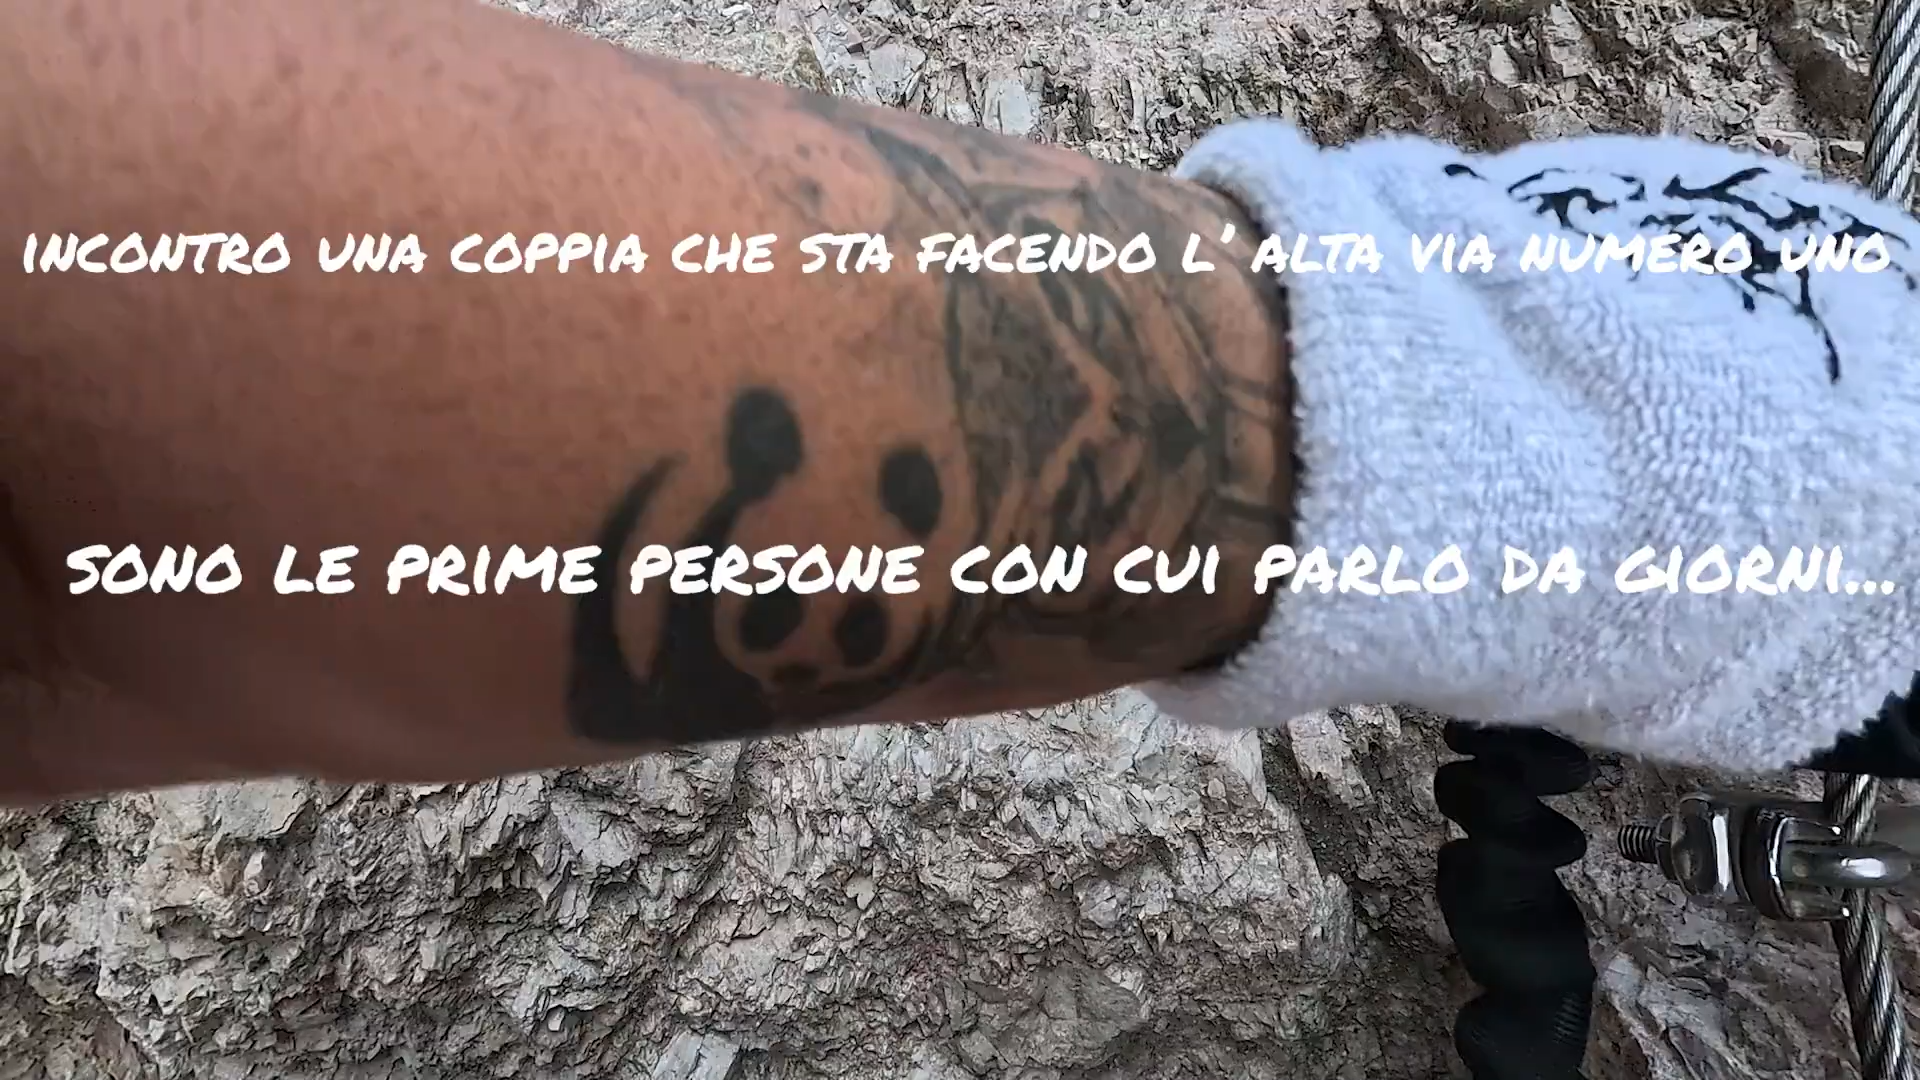 INCONTRO UNA COPPIA CHE STA FACENDO L' ALTA VIA NUMERO UNO
SONO LE PRIME PERSONE CON CUI PARLO DA GIORNI...